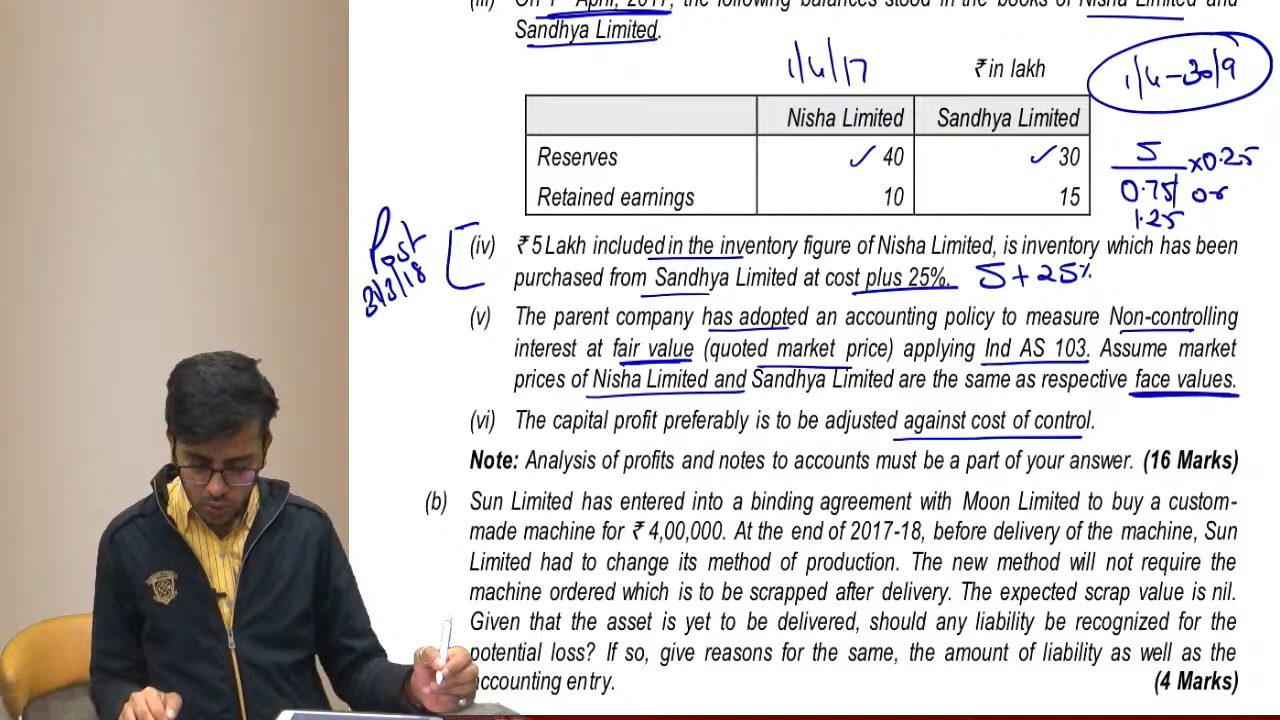 (iii) On 1st April, 2017, the following balances stood in the books of Nisha Limited and
Sandhya Limited.
1/4/17
₹ in lakh
1/4-30/9
Nisha Limited Sandhya Limited
Reserves ✓ 40 ✓ 30
Retained earnings 10 15
5
x0.25
0.75/ or
1.25
Post
31/3/18
(iv) ₹ 5 Lakh included in the inventory figure of Nisha Limited, is inventory which has been
purchased from Sandhya Limited at cost plus 25%. 5 + 25%
(v) The parent company has adopted an accounting policy to measure Non-controlling
interest at fair value (quoted market price) applying Ind AS 103. Assume market
prices of Nisha Limited and Sandhya Limited are the same as respective face values.
(vi) The capital profit preferably is to be adjusted against cost of control.
Note: Analysis of profits and notes to accounts must be a part of your answer. (16 Marks)
(b) Sun Limited has entered into a binding agreement with Moon Limited to buy a custom-
made machine for ₹ 4,00,000. At the end of 2017-18, before delivery of the machine, Sun
Limited had to change its method of production. The new method will not require the
machine ordered which is to be scrapped after delivery. The expected scrap value is nil.
Given that the asset is yet to be delivered, should any liability be recognized for the
potential loss? If so, give reasons for the same, the amount of liability as well as the
accounting entry. (4 Marks)